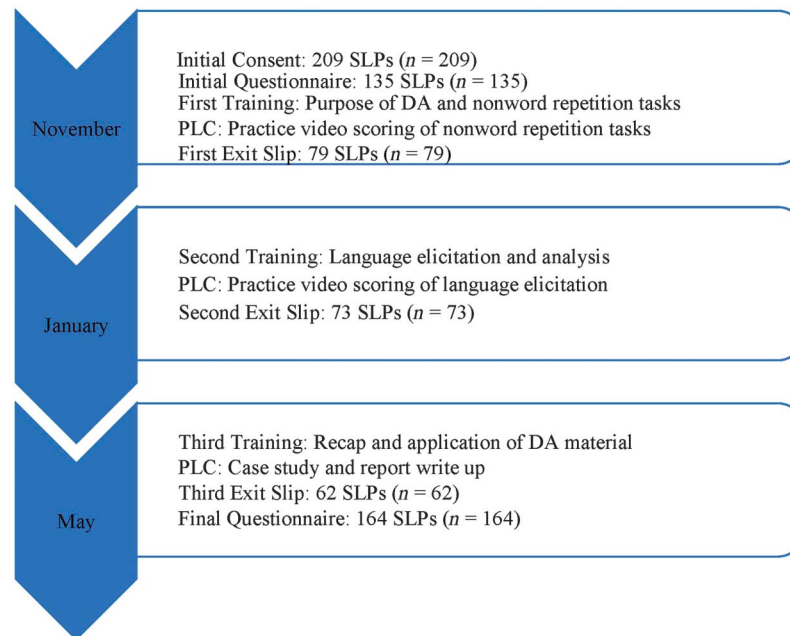 November
Initial Consent: 209 SLPs (n = 209)
Initial Questionnaire: 135 SLPs (n = 135)
First Training: Purpose of DA and nonword repetition tasks
PLC: Practice video scoring of nonword repetition tasks
First Exit Slip: 79 SLPs (n = 79)
January
Second Training: Language elicitation and analysis
PLC: Practice video scoring of language elicitation
Second Exit Slip: 73 SLPs (n = 73)
May
Third Training: Recap and application of DA material
PLC: Case study and report write up
Third Exit Slip: 62 SLPs (n = 62)
Final Questionnaire: 164 SLPs (n = 164)